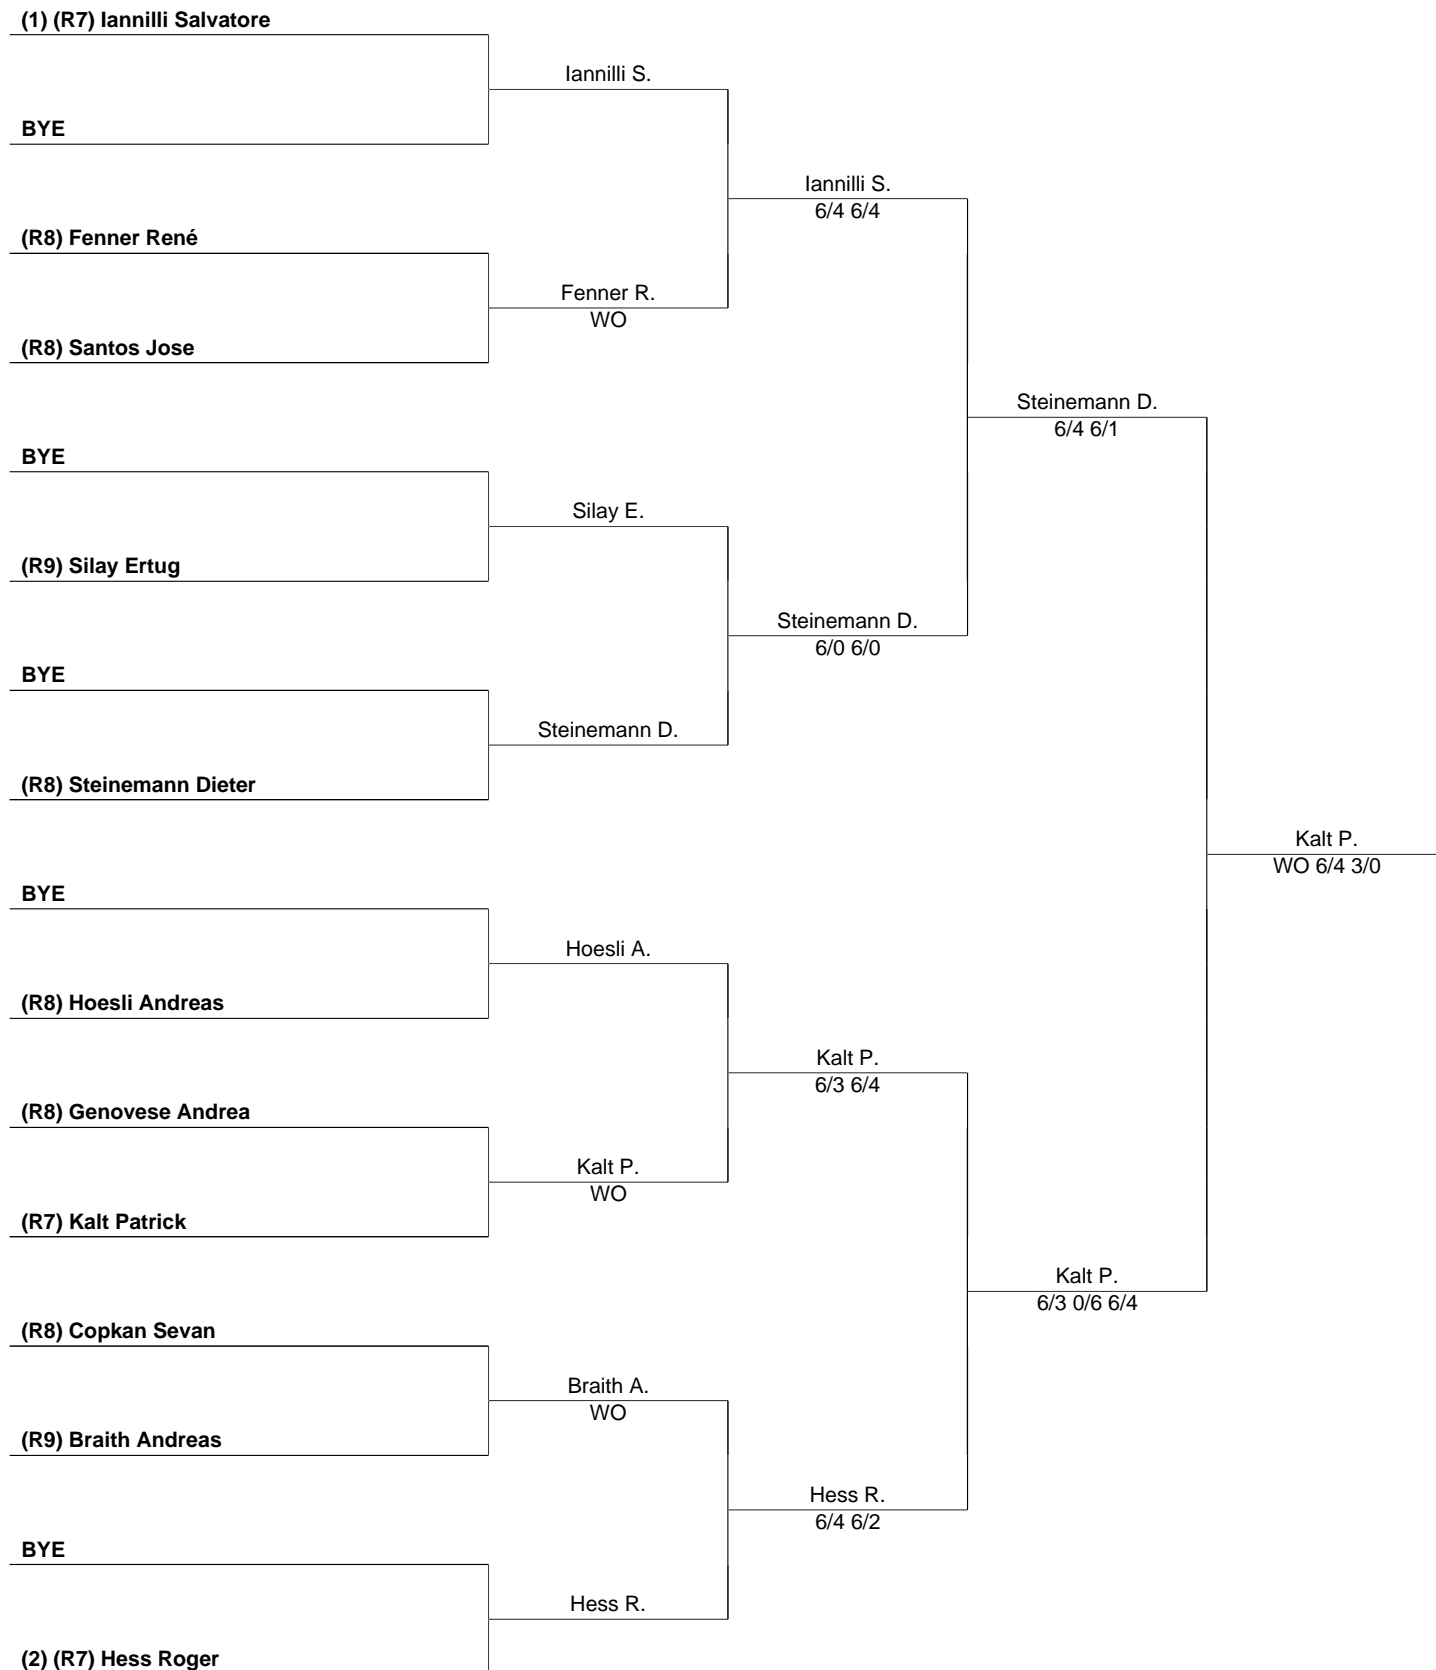 (1) (R7) Iannilli Salvatore
Iannilli S.
BYE
Iannilli S.
6/4 6/4
(R8) Fenner René
Fenner R.
WO
(R8) Santos Jose
Steinemann D.
6/4 6/1
BYE
Silay E.
(R9) Silay Ertug
Steinemann D.
6/0 6/0
BYE
Steinemann D.
(R8) Steinemann Dieter
Kalt P.
WO 6/4 3/0
BYE
Hoesli A.
(R8) Hoesli Andreas
Kalt P.
6/3 6/4
(R8) Genovese Andrea
Kalt P.
WO
(R7) Kalt Patrick
Kalt P.
6/3 0/6 6/4
(R8) Copkan Sevan
Braith A.
WO
(R9) Braith Andreas
Hess R.
6/4 6/2
BYE
Hess R.
(2) (R7) Hess Roger